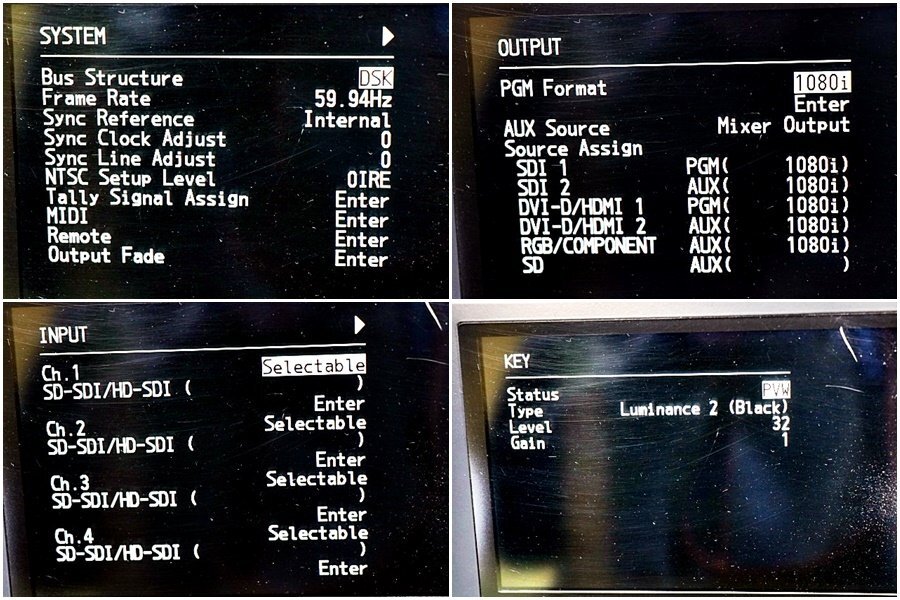 SYSTEM
Bus Structure DSK
Frame Rate 59.94Hz
Sync Reference Internal
Sync Clock Adjust 0
Sync Line Adjust 0
NTSC Setup Level 0IRE
Tally Signal Assign Enter
MIDI Enter
Remote Enter
Output Fade Enter
OUTPUT
PGM Format 1080i
Enter
AUX Source Mixer Output
Source Assign
SDI 1 PGM( 1080i)
SDI 2 AUX( 1080i)
DVI-D/HDMI 1 PGM( 1080i)
DVI-D/HDMI 2 AUX( 1080i)
RGB/COMPONENT AUX( 1080i)
SD AUX( )
INPUT
Ch.1 Selectable
SD-SDI/HD-SDI ( )
Enter
Ch.2 Selectable
SD-SDI/HD-SDI ( )
Enter
Ch.3 Selectable
SD-SDI/HD-SDI ( )
Enter
Ch.4 Selectable
SD-SDI/HD-SDI ( )
Enter
KEY
Status PVW
Type Luminance 2 (Black)
Level 32
Gain 1